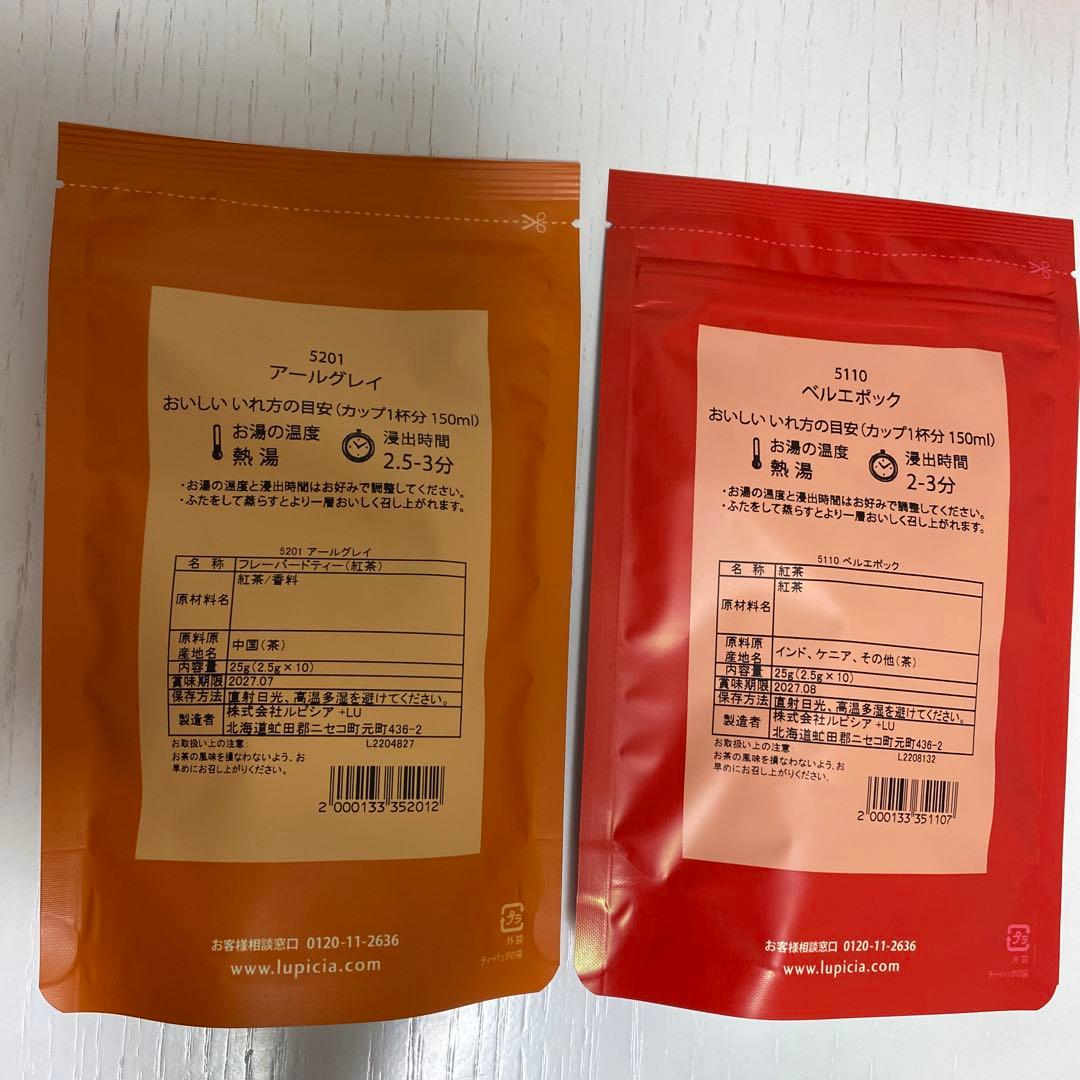 5201
アールグレイ
おいしい いれ方の目安(カップ1杯分 150ml)
お湯の温度
熱湯
浸出時間
2.5-3分
・お湯の温度と浸出時間はお好みで調整してください。
・ふたをして蒸らすとより一層おいしく召し上がれます。
5201 アールグレイ
名 称 フレーバードティー(紅茶)
原材料名 紅茶/香料
原料原産地名 中国(茶)
内容量 25g(2.5g×10)
賞味期限 2027.07
保存方法 直射日光、高温多湿を避けてください。
製造者 株式会社ルピシア +LU
北海道虻田郡ニセコ町元町436-2
お取扱い上の注意: L2204827
お茶の風味を損なわないよう、お
早めにお召し上がりください。
2 000133 352012
プラ
外袋
ティーバッグの袋
お客様相談窓口 0120-11-2636
www.lupicia.com
5110
ベルエポック
おいしい いれ方の目安(カップ1杯分 150ml)
お湯の温度
熱湯
浸出時間
2-3分
・お湯の温度と浸出時間はお好みで調整してください。
・ふたをして蒸らすとより一層おいしく召し上がれます。
5110 ベルエポック
名 称 紅茶
原材料名 紅茶
原料原産地名 インド、ケニア、その他(茶)
内容量 25g(2.5g×10)
賞味期限 2027.08
保存方法 直射日光、高温多湿を避けてください。
製造者 株式会社ルピシア +LU
北海道虻田郡ニセコ町元町436-2
お取扱い上の注意: L2208132
お茶の風味を損なわないよう、お
早めにお召し上がりください。
2 000133 351107
プラ
外袋
ティーバッグの袋
お客様相談窓口 0120-11-2636
www.lupicia.com